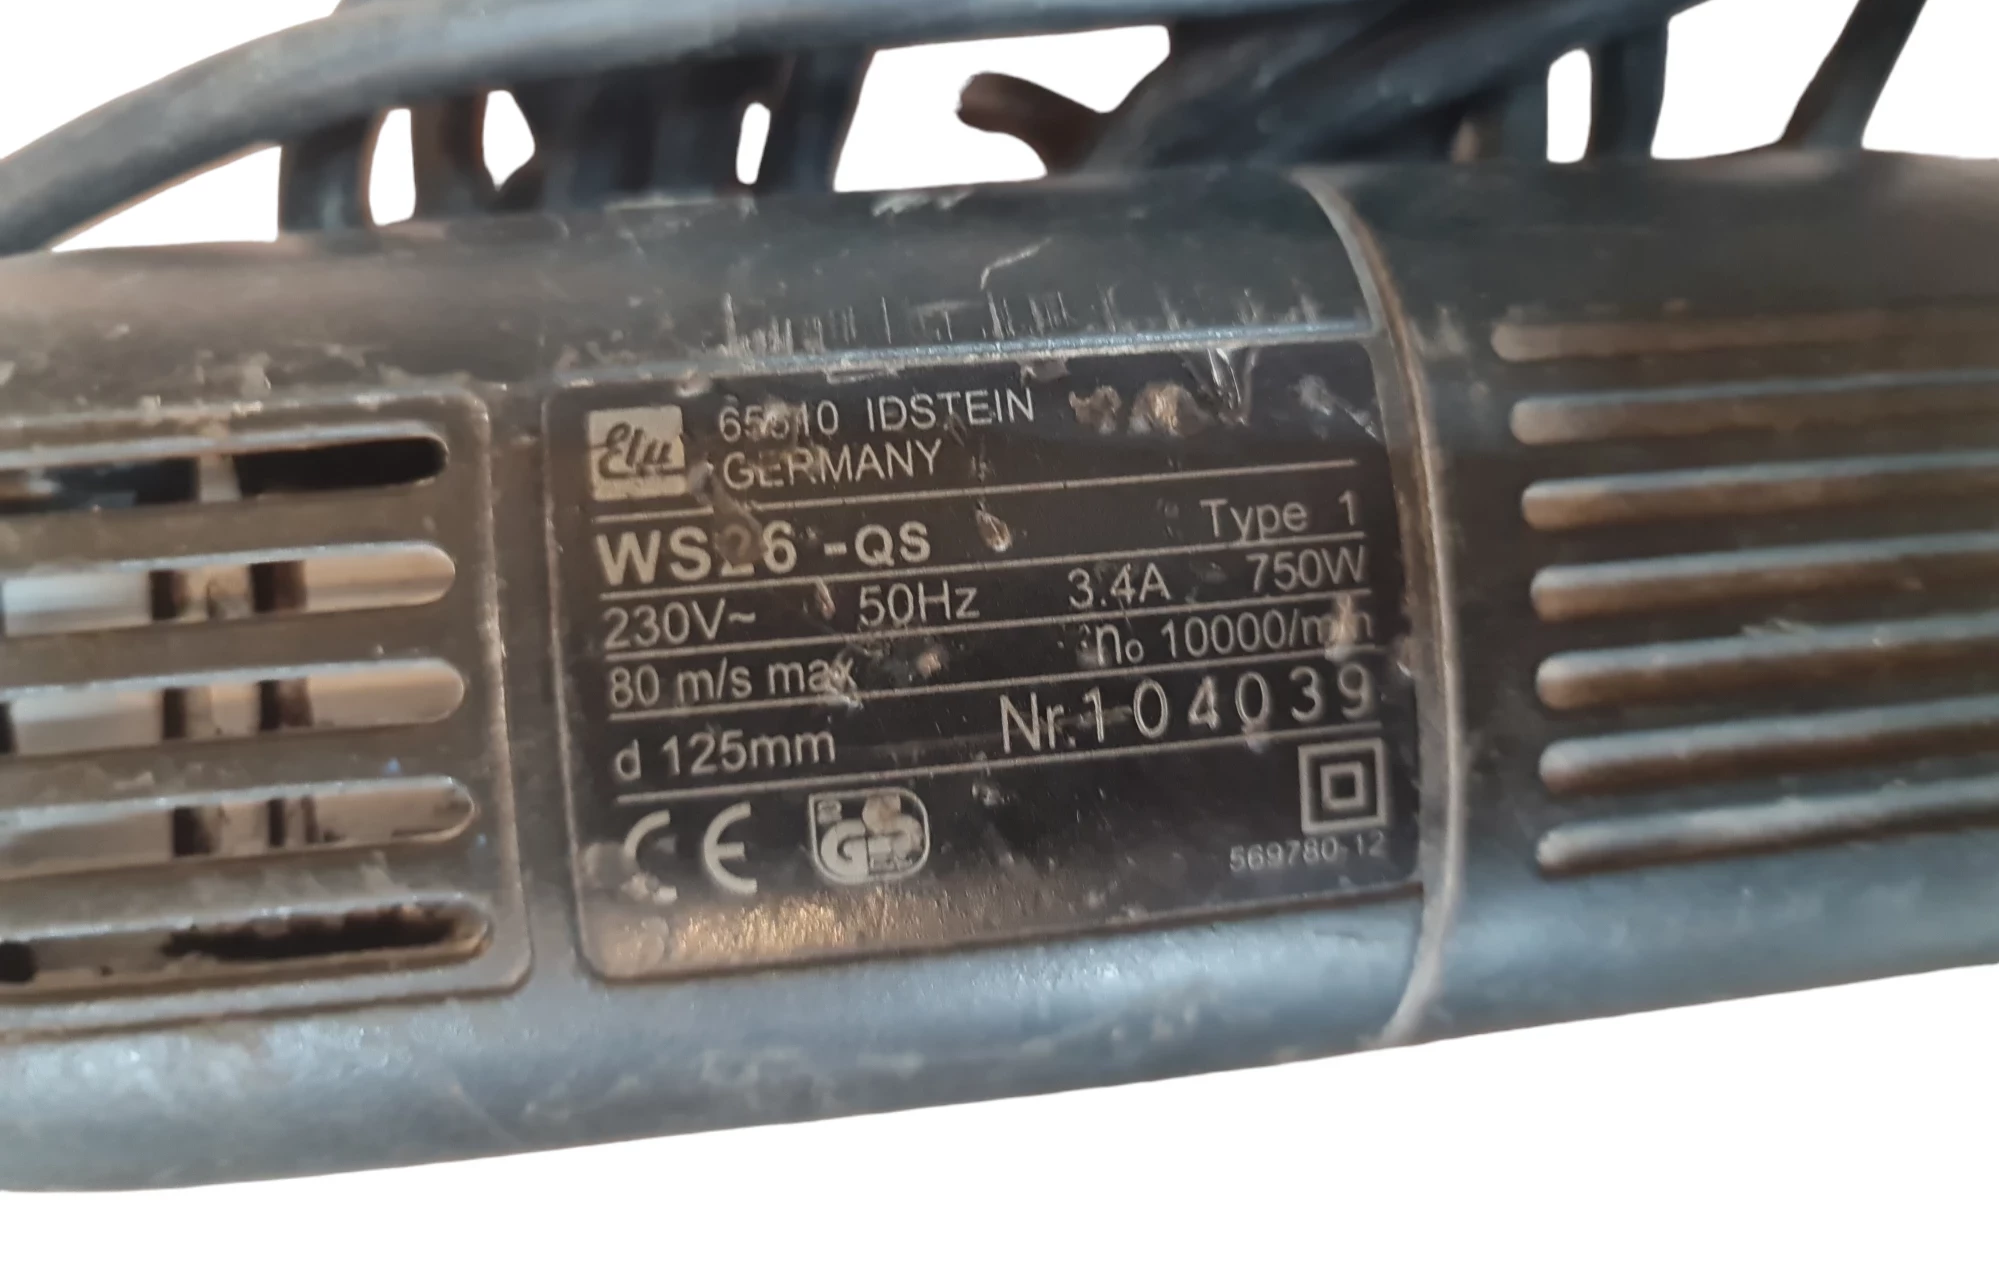 Elu
65510 IDSTEIN
GERMANY
WS26 -QS Type 1
230V~ 50Hz 3.4A 750W
80 m/s max n₀ 10000/min
d 125mm Nr. 104039
CE GS
569780-12